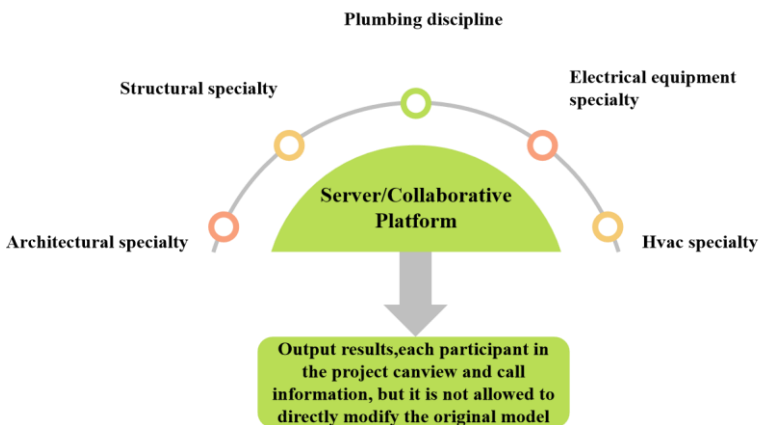 Plumbing discipline
Structural specialty
Electrical equipment
specialty
Server/Collaborative
Platform
Architectural specialty
Hvac specialty
Output results,each participant in
the project canview and call
information, but it is not allowed to
directly modify the original model